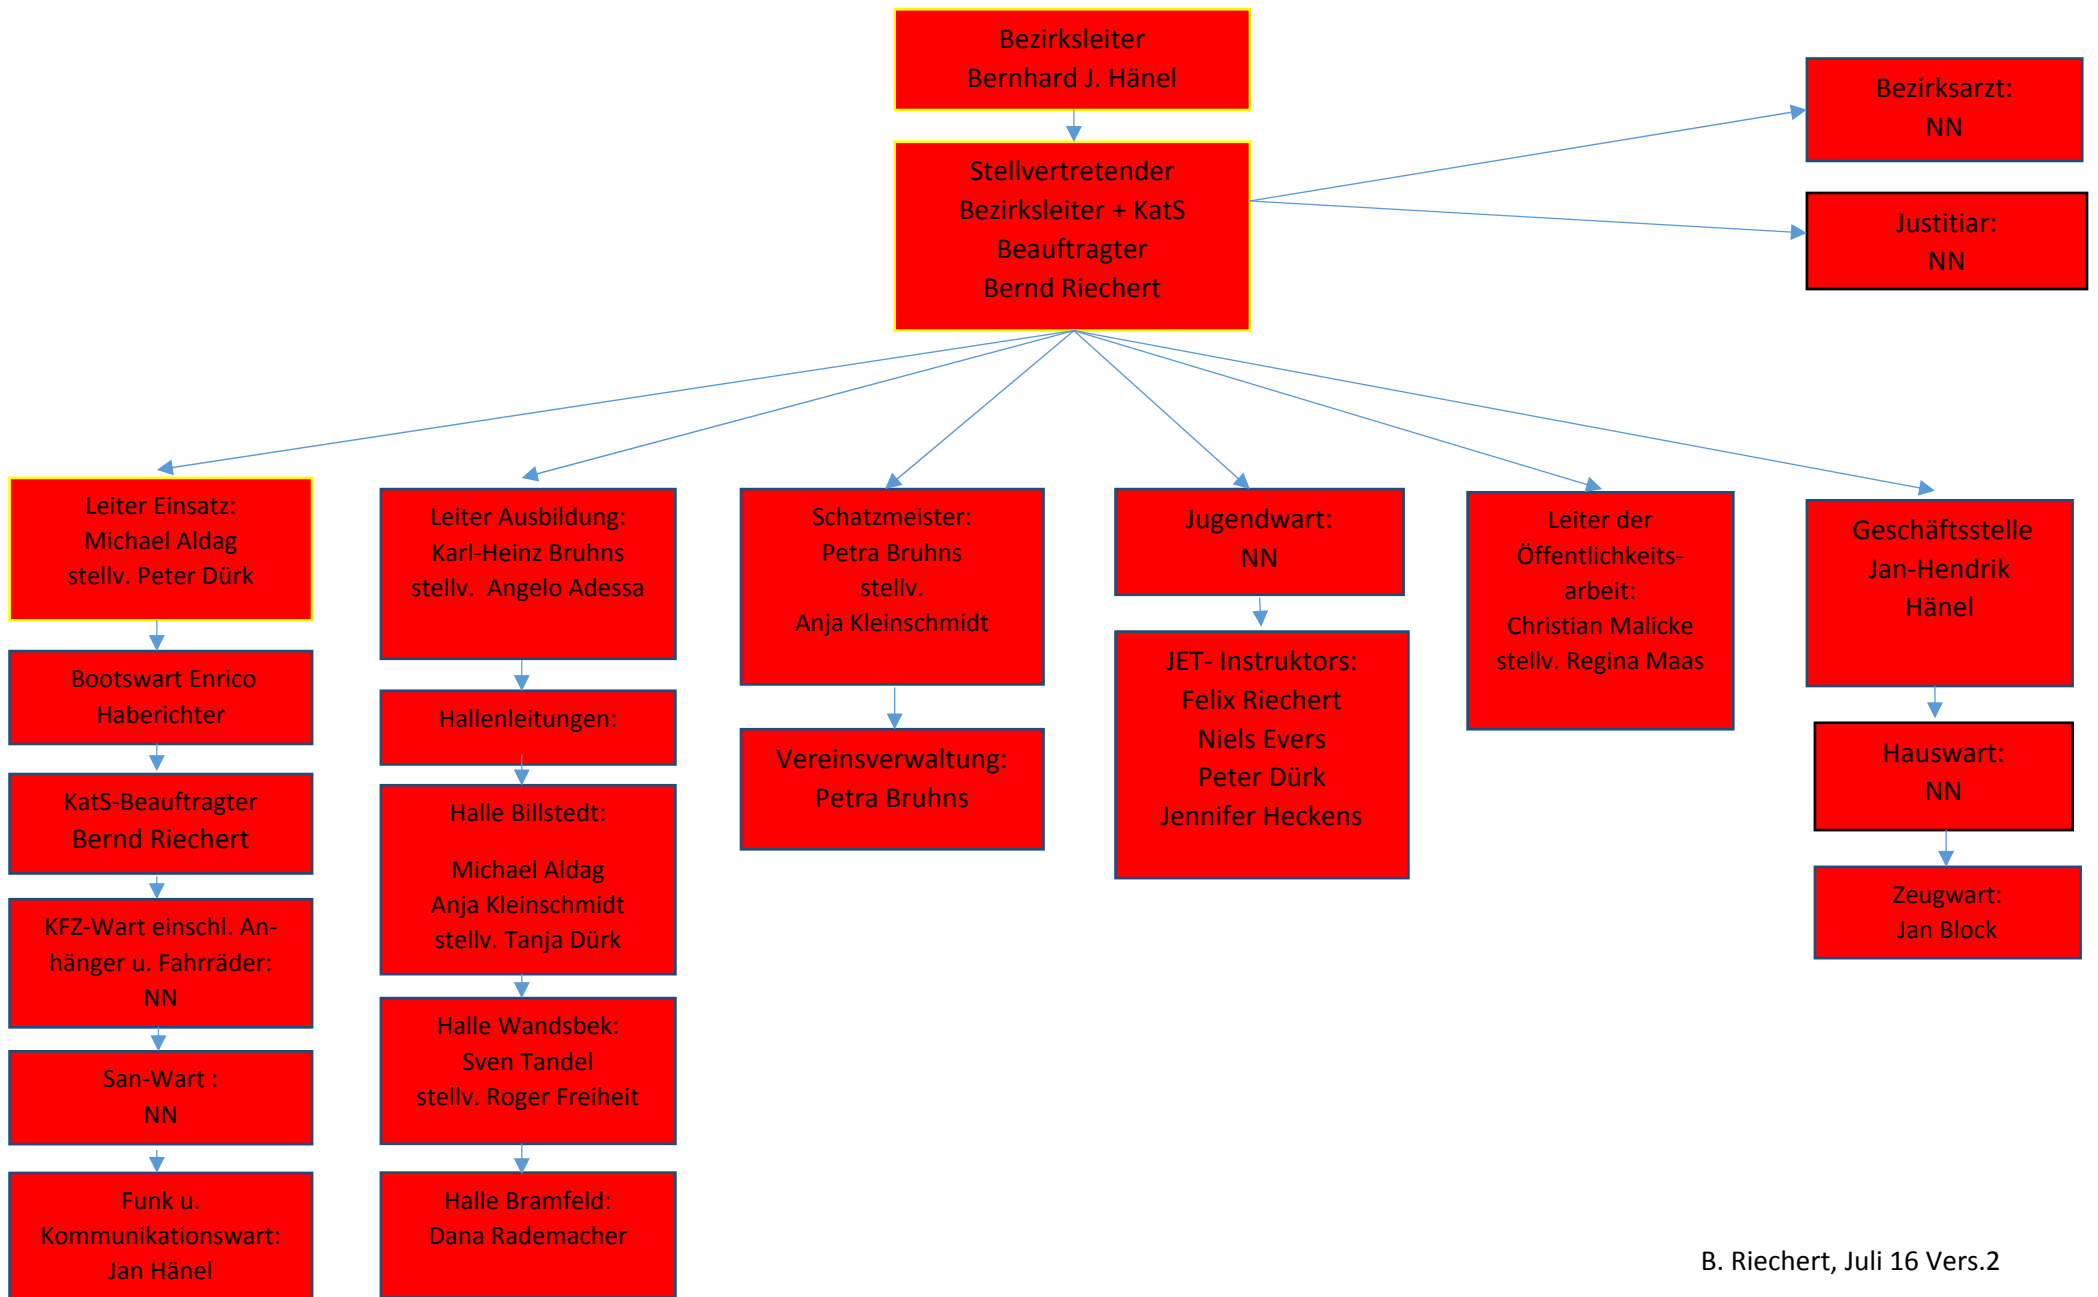 Bezirksleiter
Bernhard J. Hänel
Bezirksarzt:
NN
Stellvertretender
Bezirksleiter + KatS
Beauftragter
Bernd Riechert
Justitiar:
NN
Leiter Einsatz:
Michael Aldag
stellv. Peter Dürk
Bootswart Enrico
Haberichter
KatS-Beauftragter
Bernd Riechert
KFZ-Wart einschl. An-
hänger u. Fahrräder:
NN
San-Wart :
NN
Funk u.
Kommunikationswart:
Jan Hänel
Leiter Ausbildung:
Karl-Heinz Bruhns
stellv.  Angelo Adessa
Hallenleitungen:
Halle Billstedt:
Michael Aldag
Anja Kleinschmidt
stellv. Tanja Dürk
Halle Wandsbek:
Sven Tandel
stellv. Roger Freiheit
Halle Bramfeld:
Dana Rademacher
Schatzmeister:
Petra Bruhns
stellv.
Anja Kleinschmidt
Vereinsverwaltung:
Petra Bruhns
Jugendwart:
NN
JET- Instruktors:
Felix Riechert
Niels Evers
Peter Dürk
Jennifer Heckens
Leiter der
Öffentlichkeits-
arbeit:
Christian Malicke
stellv. Regina Maas
Geschäftsstelle
Jan-Hendrik
Hänel
Hauswart:
NN
Zeugwart:
Jan Block
B. Riechert, Juli 16 Vers.2